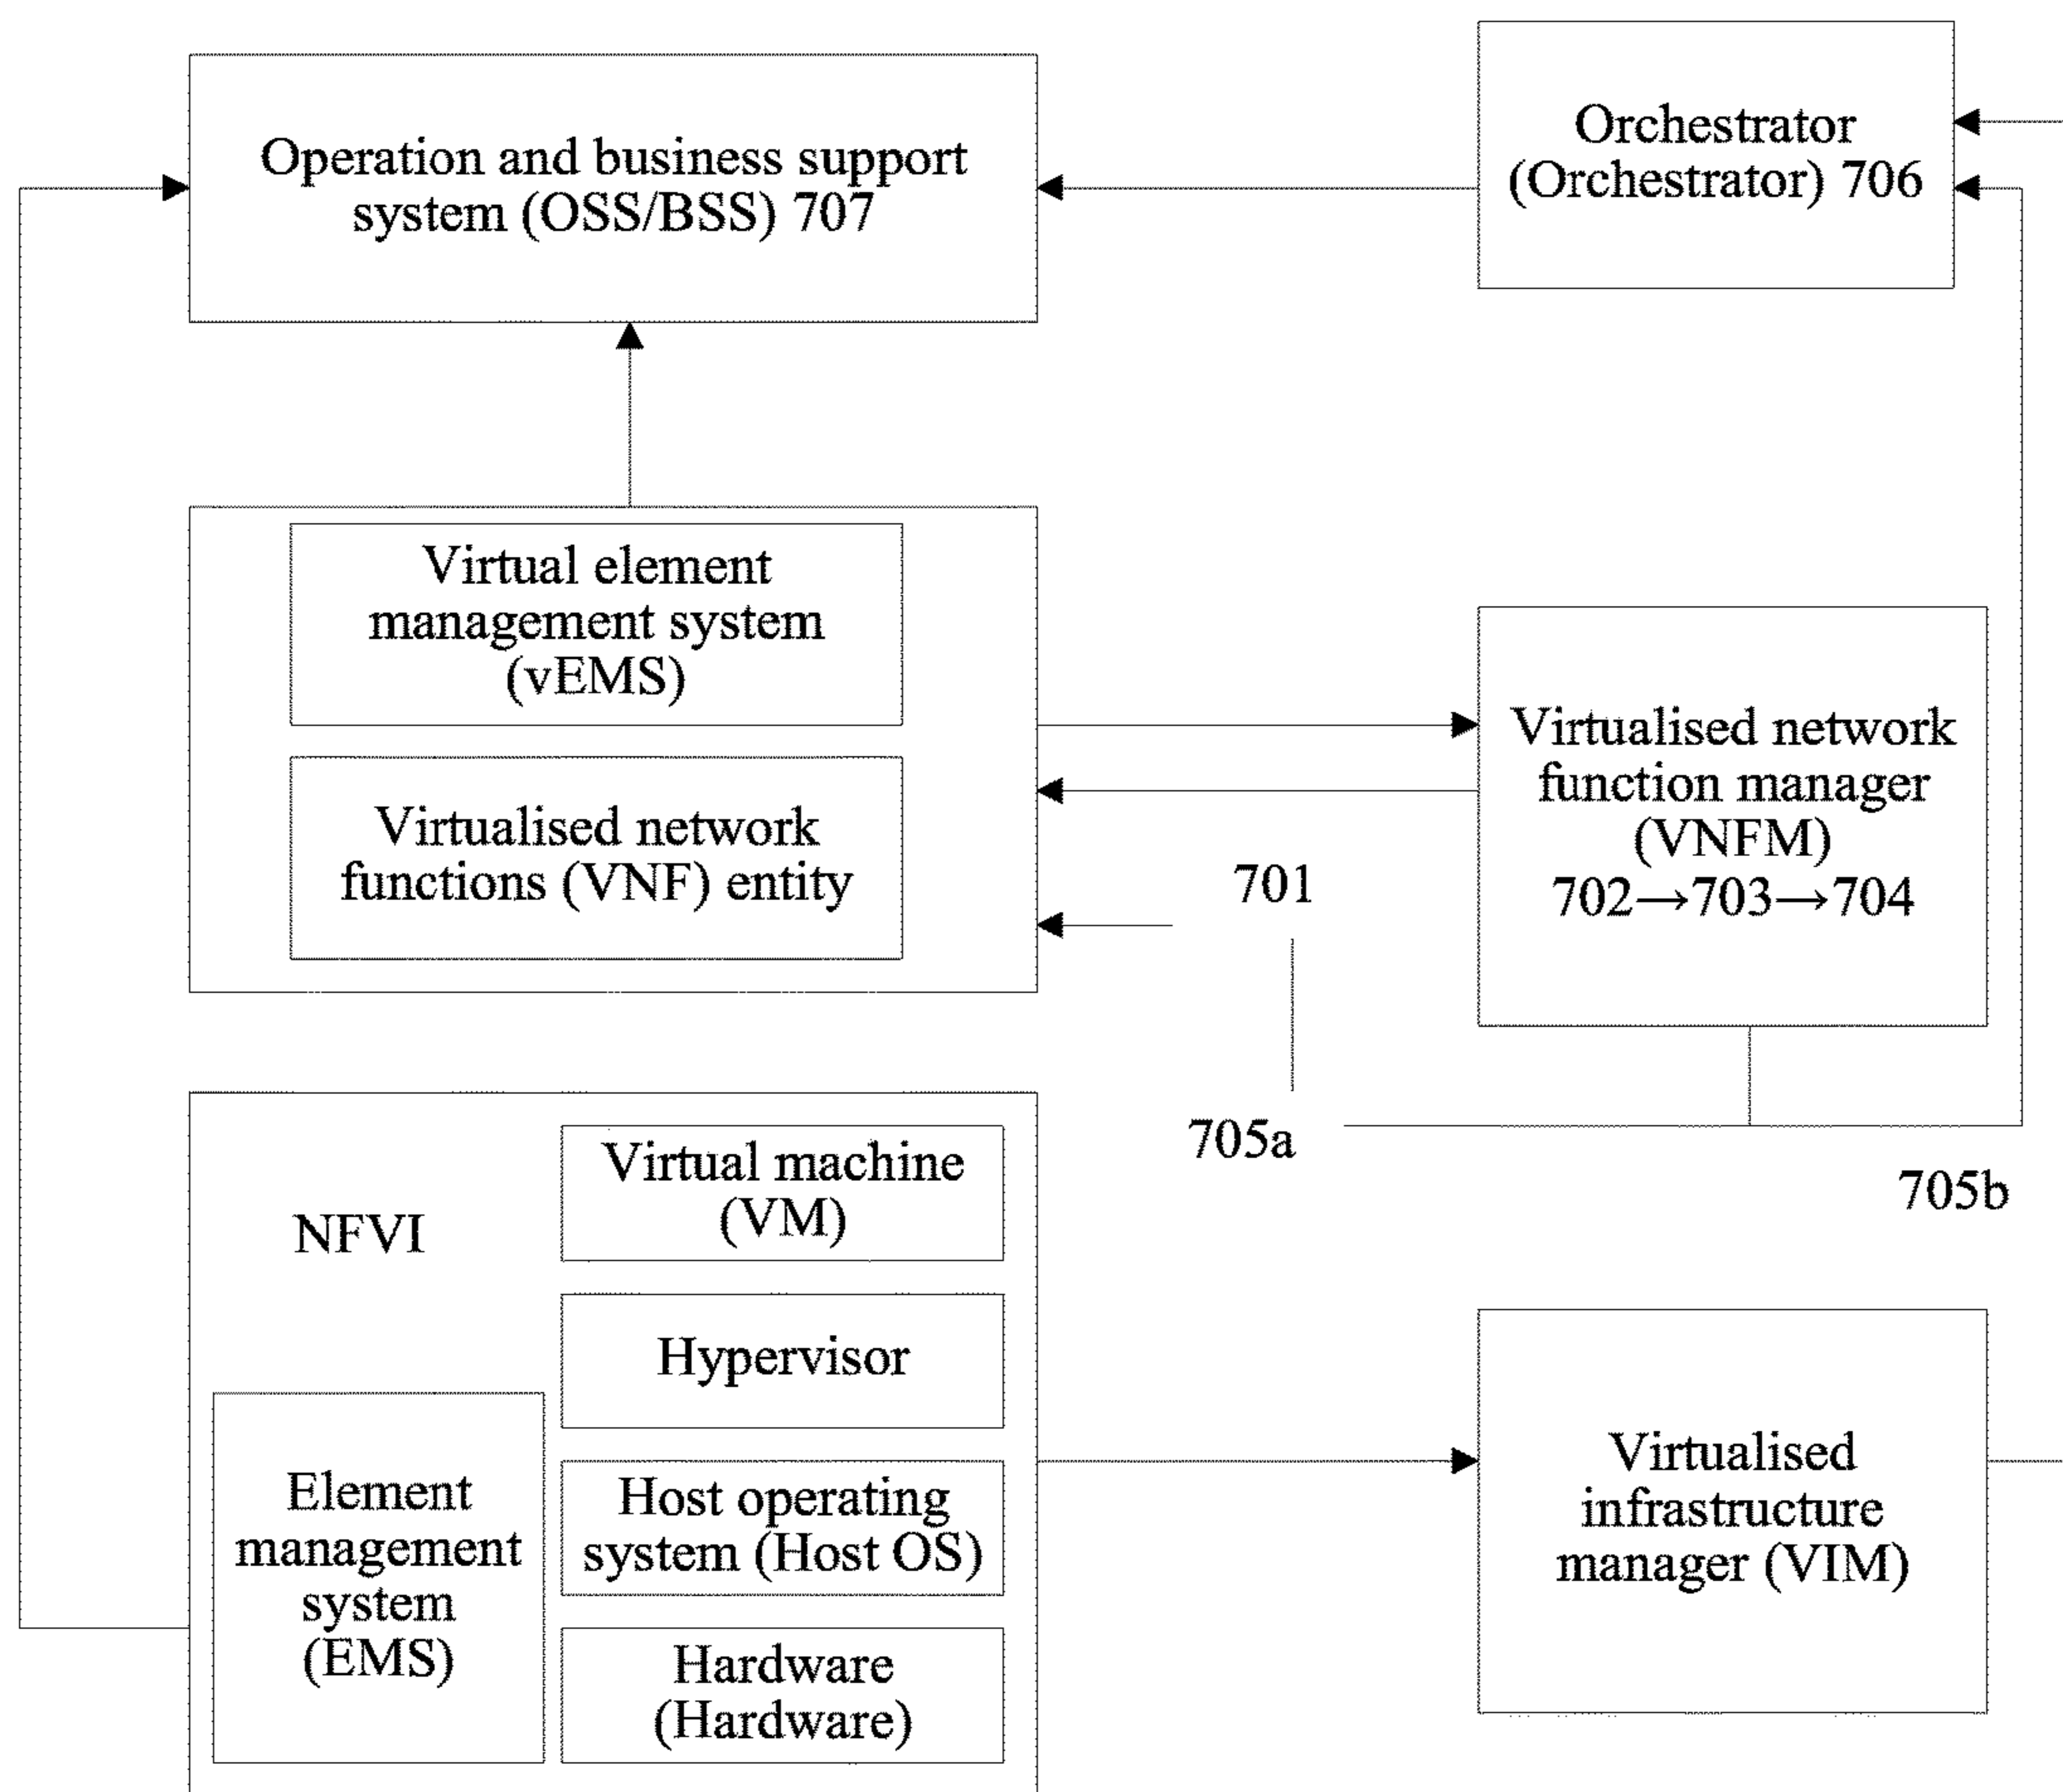 Operation and business support
system (OSS/BSS) 707
Orchestrator
(Orchestrator) 706
Virtual element
management system
(vEMS)
Virtualised network
functions (VNF) entity
Virtualised network
function manager
(VNFM)
702→703→704
701
705a
705b
NFVI
Virtual machine
(VM)
Hypervisor
Element
management
system
(EMS)
Host operating
system (Host OS)
Hardware
(Hardware)
Virtualised
infrastructure
manager (VIM)